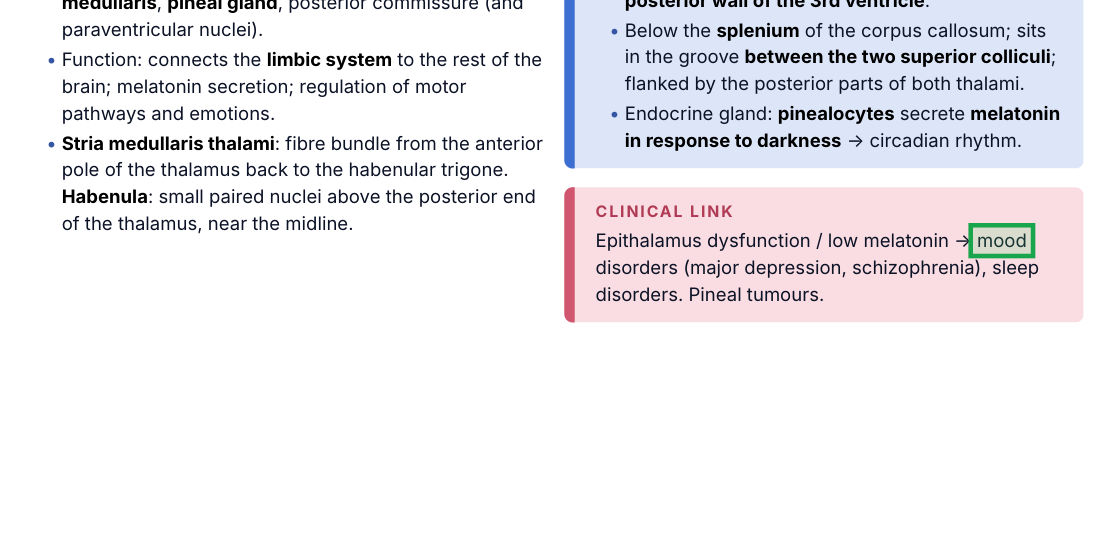 medullaris, pineal gland, posterior commissure (and
paraventricular nuclei).
• Function: connects the limbic system to the rest of the
brain; melatonin secretion; regulation of motor
pathways and emotions.
• Stria medullaris thalami: fibre bundle from the anterior
pole of the thalamus back to the habenular trigone.
Habenula: small paired nuclei above the posterior end
of the thalamus, near the midline.
posterior wall of the 3rd ventricle.
• Below the splenium of the corpus callosum; sits
in the groove between the two superior colliculi;
flanked by the posterior parts of both thalami.
• Endocrine gland: pinealocytes secrete melatonin
in response to darkness → circadian rhythm.
CLINICAL LINK
Epithalamus dysfunction / low melatonin → mood
disorders (major depression, schizophrenia), sleep
disorders. Pineal tumours.